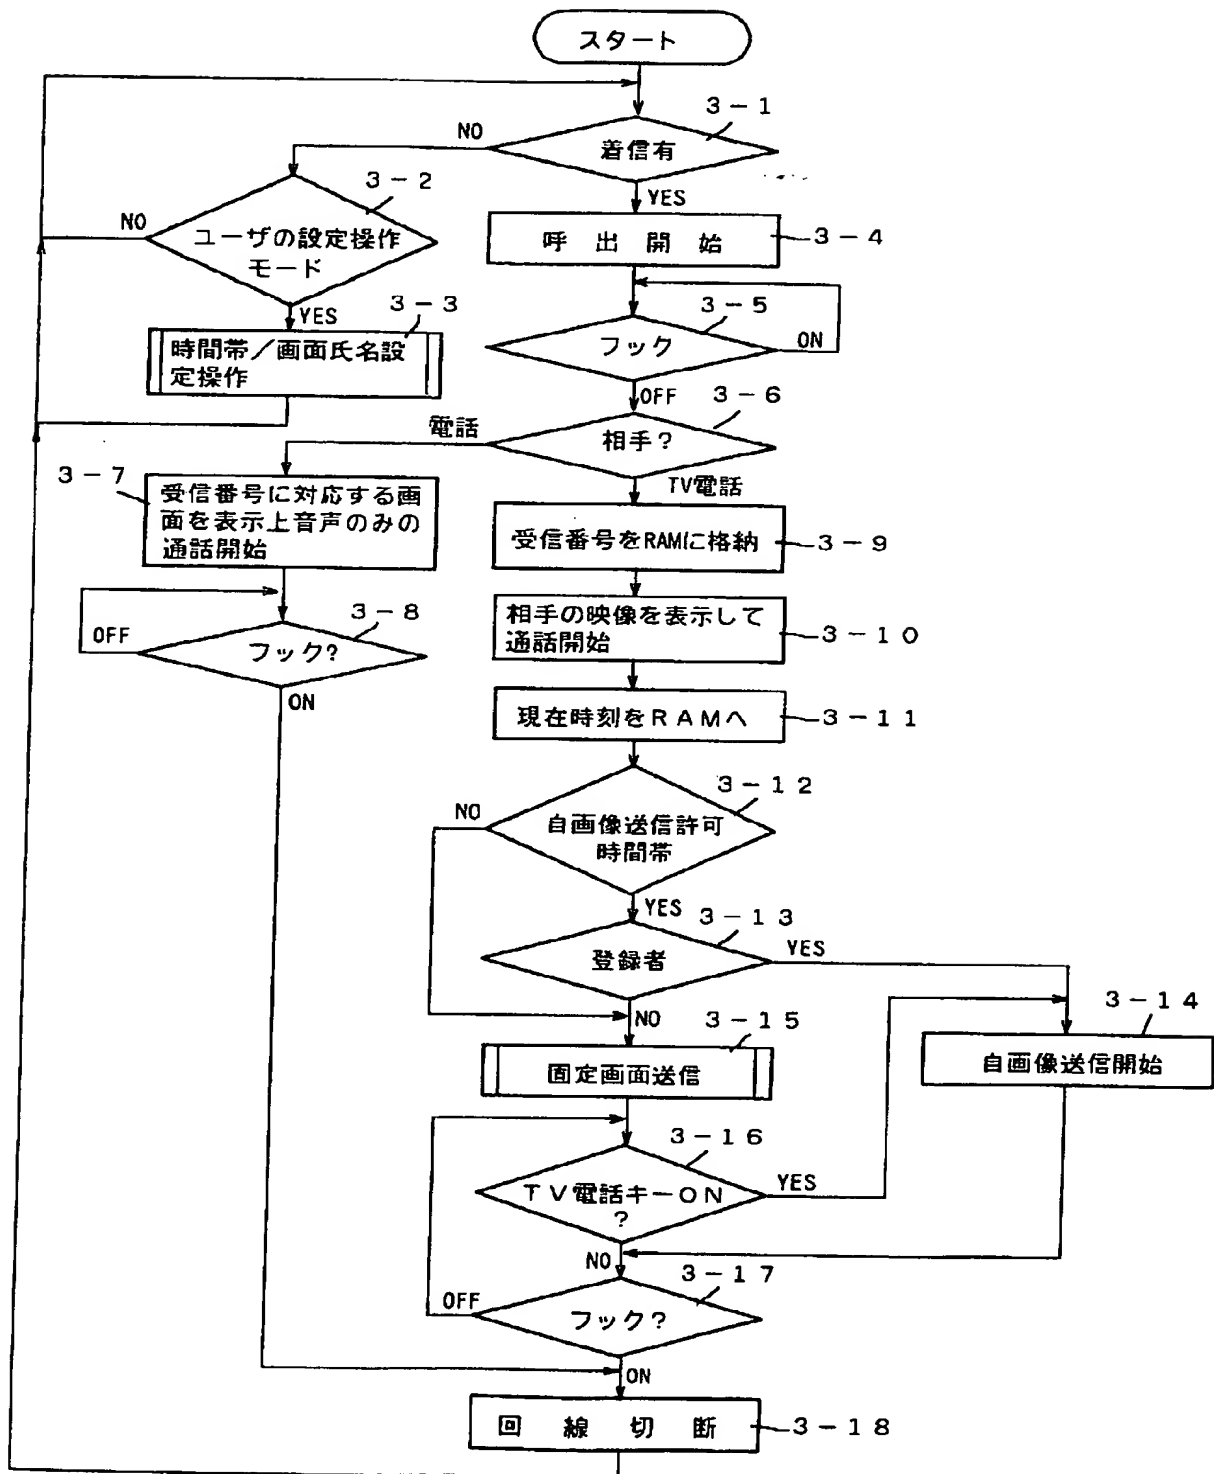 スタート
3-1
NO
着信有
YES
3-2
NO
ユーザの設定操作
モード
呼出開始
3-4
YES
3-3
時間帯/画面氏名設
定操作
3-5
フック
ON
OFF
3-6
電話
相手?
TV電話
3-7
受信番号に対応する画
面を表示上音声のみの
通話開始
受信番号をRAMに格納
3-9
3-8
OFF
フック?
ON
相手の映像を表示して
通話開始
3-10
現在時刻をRAMへ
3-11
3-12
NO
自画像送信許可
時間帯
YES
3-13
登録者
YES
NO
3-14
自画像送信開始
3-15
固定画面送信
3-16
TV電話キーON
?
YES
NO
3-17
OFF
フック?
ON
回線切断
3-18